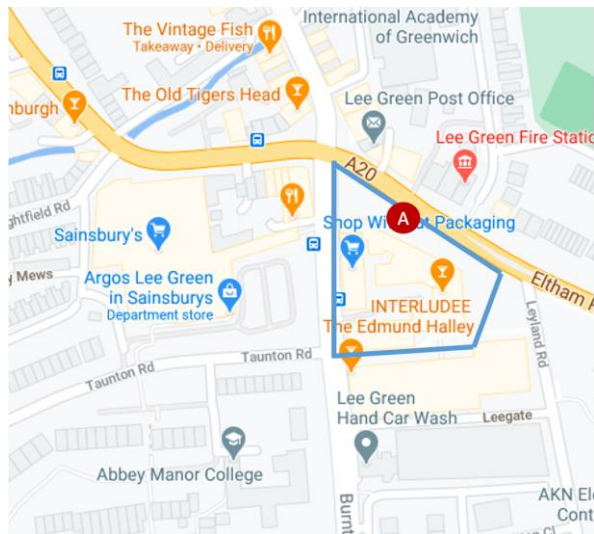 The Vintage Fish
Takeaway • Delivery
International Academy
of Greenwich
nburgh
The Old Tigers Head
Lee Green Post Office
Lee Green Fire Statio
A20
A
ghtfield Rd
Sainsbury's
Shop Wi ut Packaging
y Mews
Argos Lee Green
in Sainsburys
Department store
INTERLUDEE
The Edmund Halley
Eltham R
Leyland Rd
Taunton Rd
Taunton Rd
Lee Green
Hand Car Wash
Leegate
Abbey Manor College
Burnt
AKN Ele
Cont